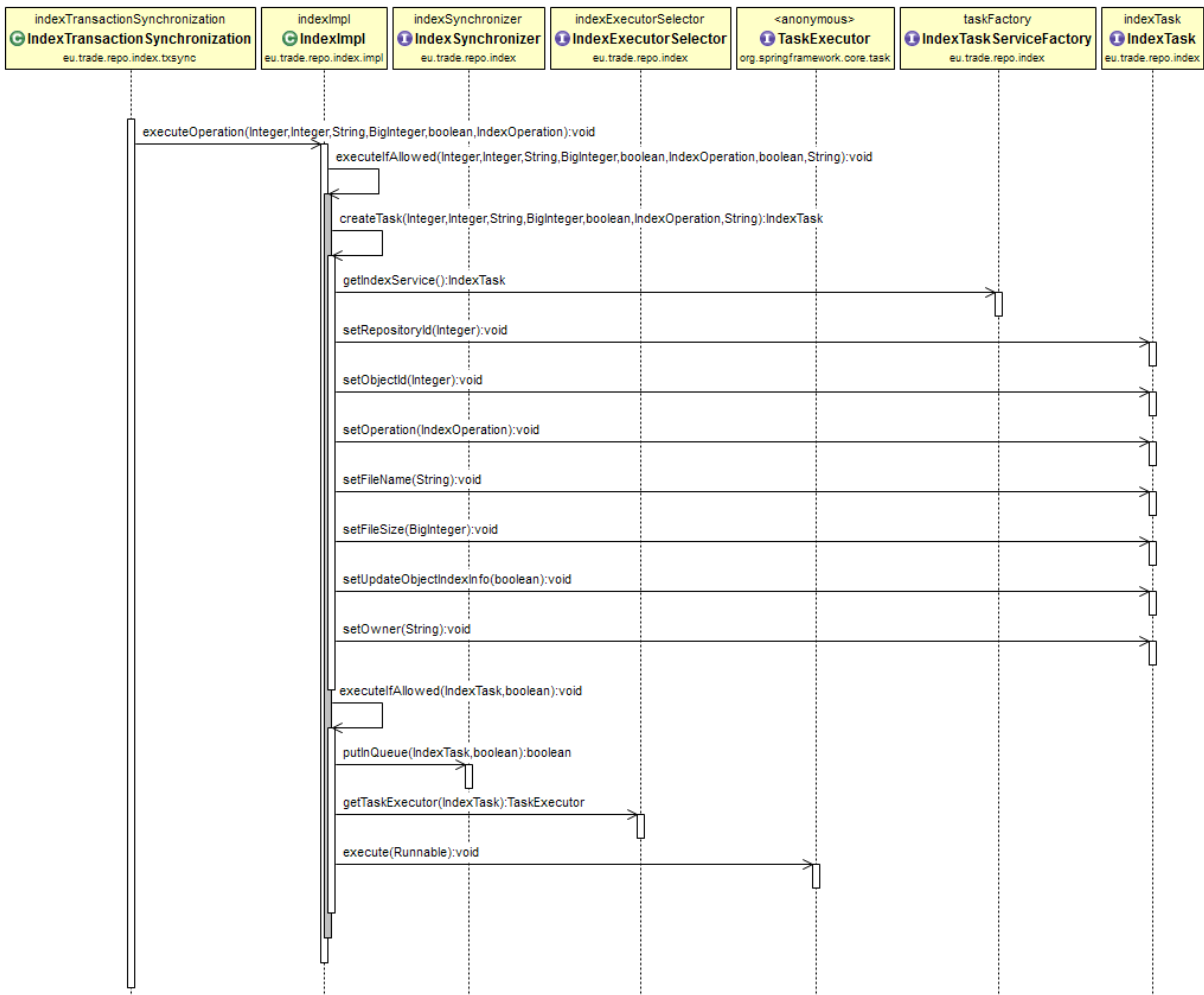 indexTransactionSynchronization
IndexTransactionSynchronization
eu.trade.repo.index.txsync
indexImpl
IndexImpl
eu.trade.repo.index.impl
indexSynchronizer
IndexSynchronizer
eu.trade.repo.index
indexExecutorSelector
IndexExecutorSelector
eu.trade.repo.index
<anonymous>
TaskExecutor
org.springframework.core.task
taskFactory
IndexTaskServiceFactory
eu.trade.repo.index
indexTask
IndexTask
eu.trade.repo.index
executeOperation(Integer,Integer,String,BigInteger,boolean,IndexOperation):void
executeIfAllowed(Integer,Integer,String,BigInteger,boolean,IndexOperation,boolean,String):void
createTask(Integer,Integer,String,BigInteger,boolean,IndexOperation,String):IndexTask
getIndexService():IndexTask
setRepositoryId(Integer):void
setObjectId(Integer):void
setOperation(IndexOperation):void
setFileName(String):void
setFileSize(BigInteger):void
setUpdateObjectIndexInfo(boolean):void
setOwner(String):void
executeIfAllowed(IndexTask,boolean):void
putInQueue(IndexTask,boolean):boolean
getTaskExecutor(IndexTask):TaskExecutor
execute(Runnable):void